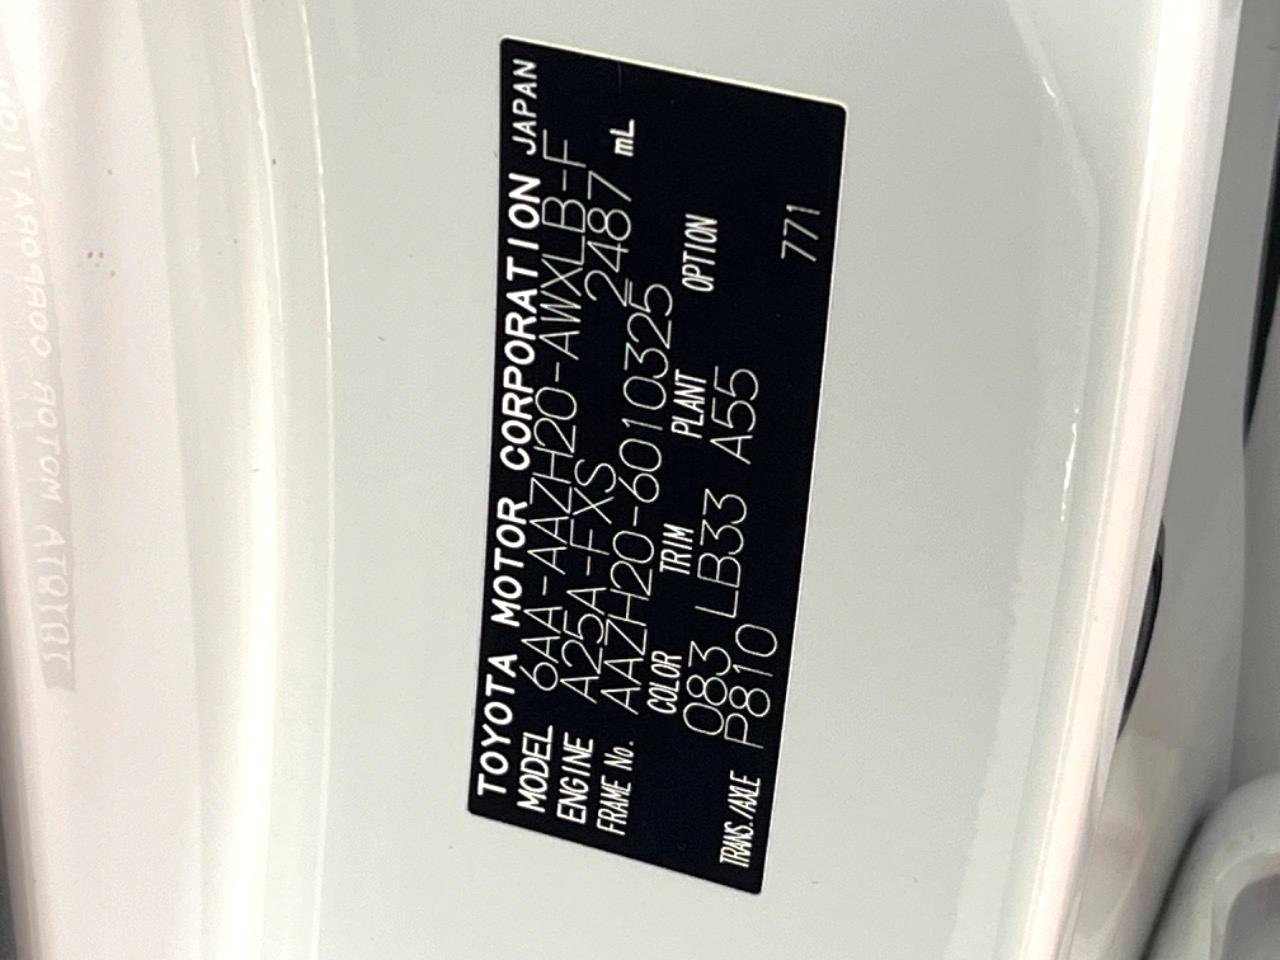 TOYOTA MOTOR CORPORATION JAPAN
MODEL 6AA-AAZH20-AWXLB-F
ENGINE A25A-FXS 2487 mL
FRAME No. AAZH20-6010325
COLOR TRIM PLANT OPTION
083 LB33 A55
TRANS./AXLE P810 771